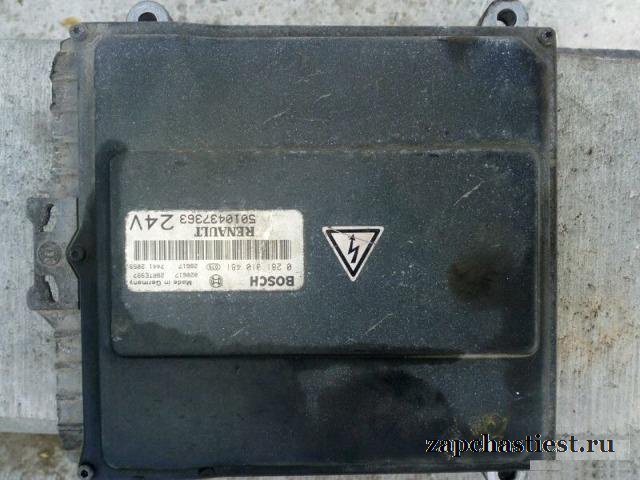 BOSCH Made in Germany
0 281 010 481
RENAULT
5010437363 24V
zapchastiest.ru